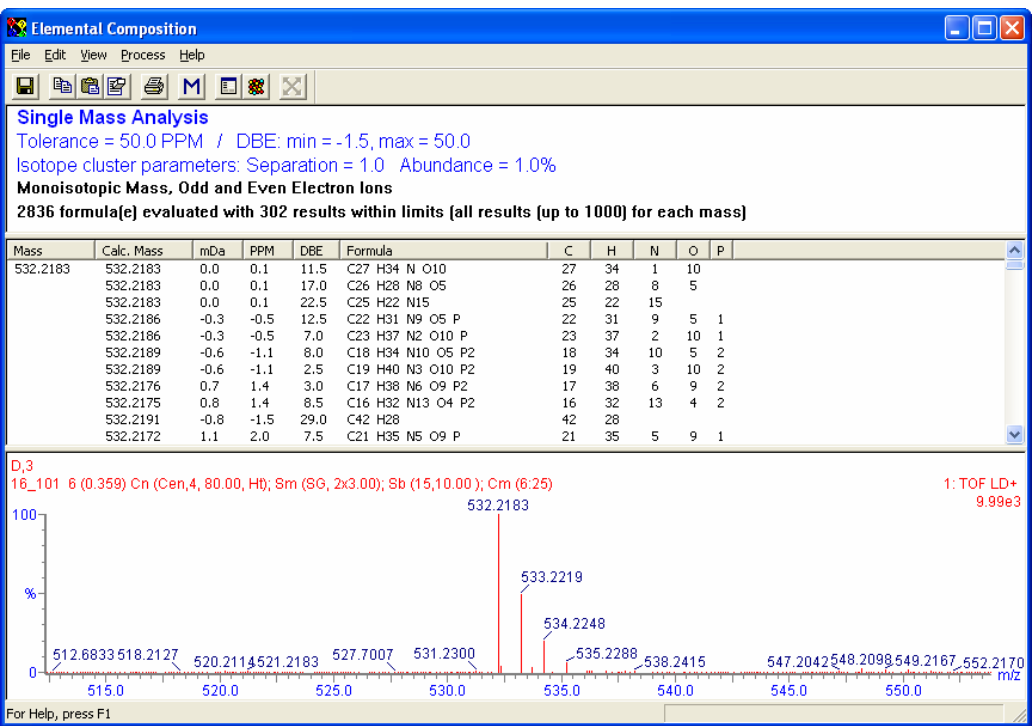 Elemental Composition
File Edit View Process Help
M
Single Mass Analysis
Tolerance = 50.0 PPM / DBE: min = -1.5, max = 50.0
Isotope cluster parameters: Separation = 1.0 Abundance = 1.0%
Monoisotopic Mass, Odd and Even Electron Ions
2836 formula(e) evaluated with 302 results within limits (all results (up to 1000) for each mass)
Mass Calc. Mass mDa PPM DBE Formula C H N O P
532.2183 532.2183 0.0 0.1 11.5 C27 H34 N O10 27 34 1 10
532.2183 0.0 0.1 17.0 C26 H28 N8 O5 26 28 8 5
532.2183 0.0 0.1 22.5 C25 H22 N15 25 22 15
532.2186 -0.3 -0.5 12.5 C22 H31 N9 O5 P 22 31 9 5 1
532.2186 -0.3 -0.5 7.0 C23 H37 N2 O10 P 23 37 2 10 1
532.2189 -0.6 -1.1 8.0 C18 H34 N10 O5 P2 18 34 10 5 2
532.2189 -0.6 -1.1 2.5 C19 H40 N3 O10 P2 19 40 3 10 2
532.2176 0.7 1.4 3.0 C17 H38 N6 O9 P2 17 38 6 9 2
532.2175 0.8 1.4 8.5 C16 H32 N13 O4 P2 16 32 13 4 2
532.2191 -0.8 -1.5 29.0 C42 H28 42 28
532.2172 1.1 2.0 7.5 C21 H35 N5 O9 P 21 35 5 9 1
D,3
16_101 6 (0.359) Cn (Cen,4, 80.00, Ht); Sm (SG, 2x3.00); Sb (15,10.00 ); Cm (6:25) 1: TOF LD+
9.99e3
532.2183
100
533.2219
%
534.2248
512.6833 518.2127 520.2114 521.2183 527.7007 531.2300 535.2288 538.2415 547.2042 548.2098 549.2167 552.2170
0 m/z
515.0 520.0 525.0 530.0 535.0 540.0 545.0 550.0
For Help, press F1